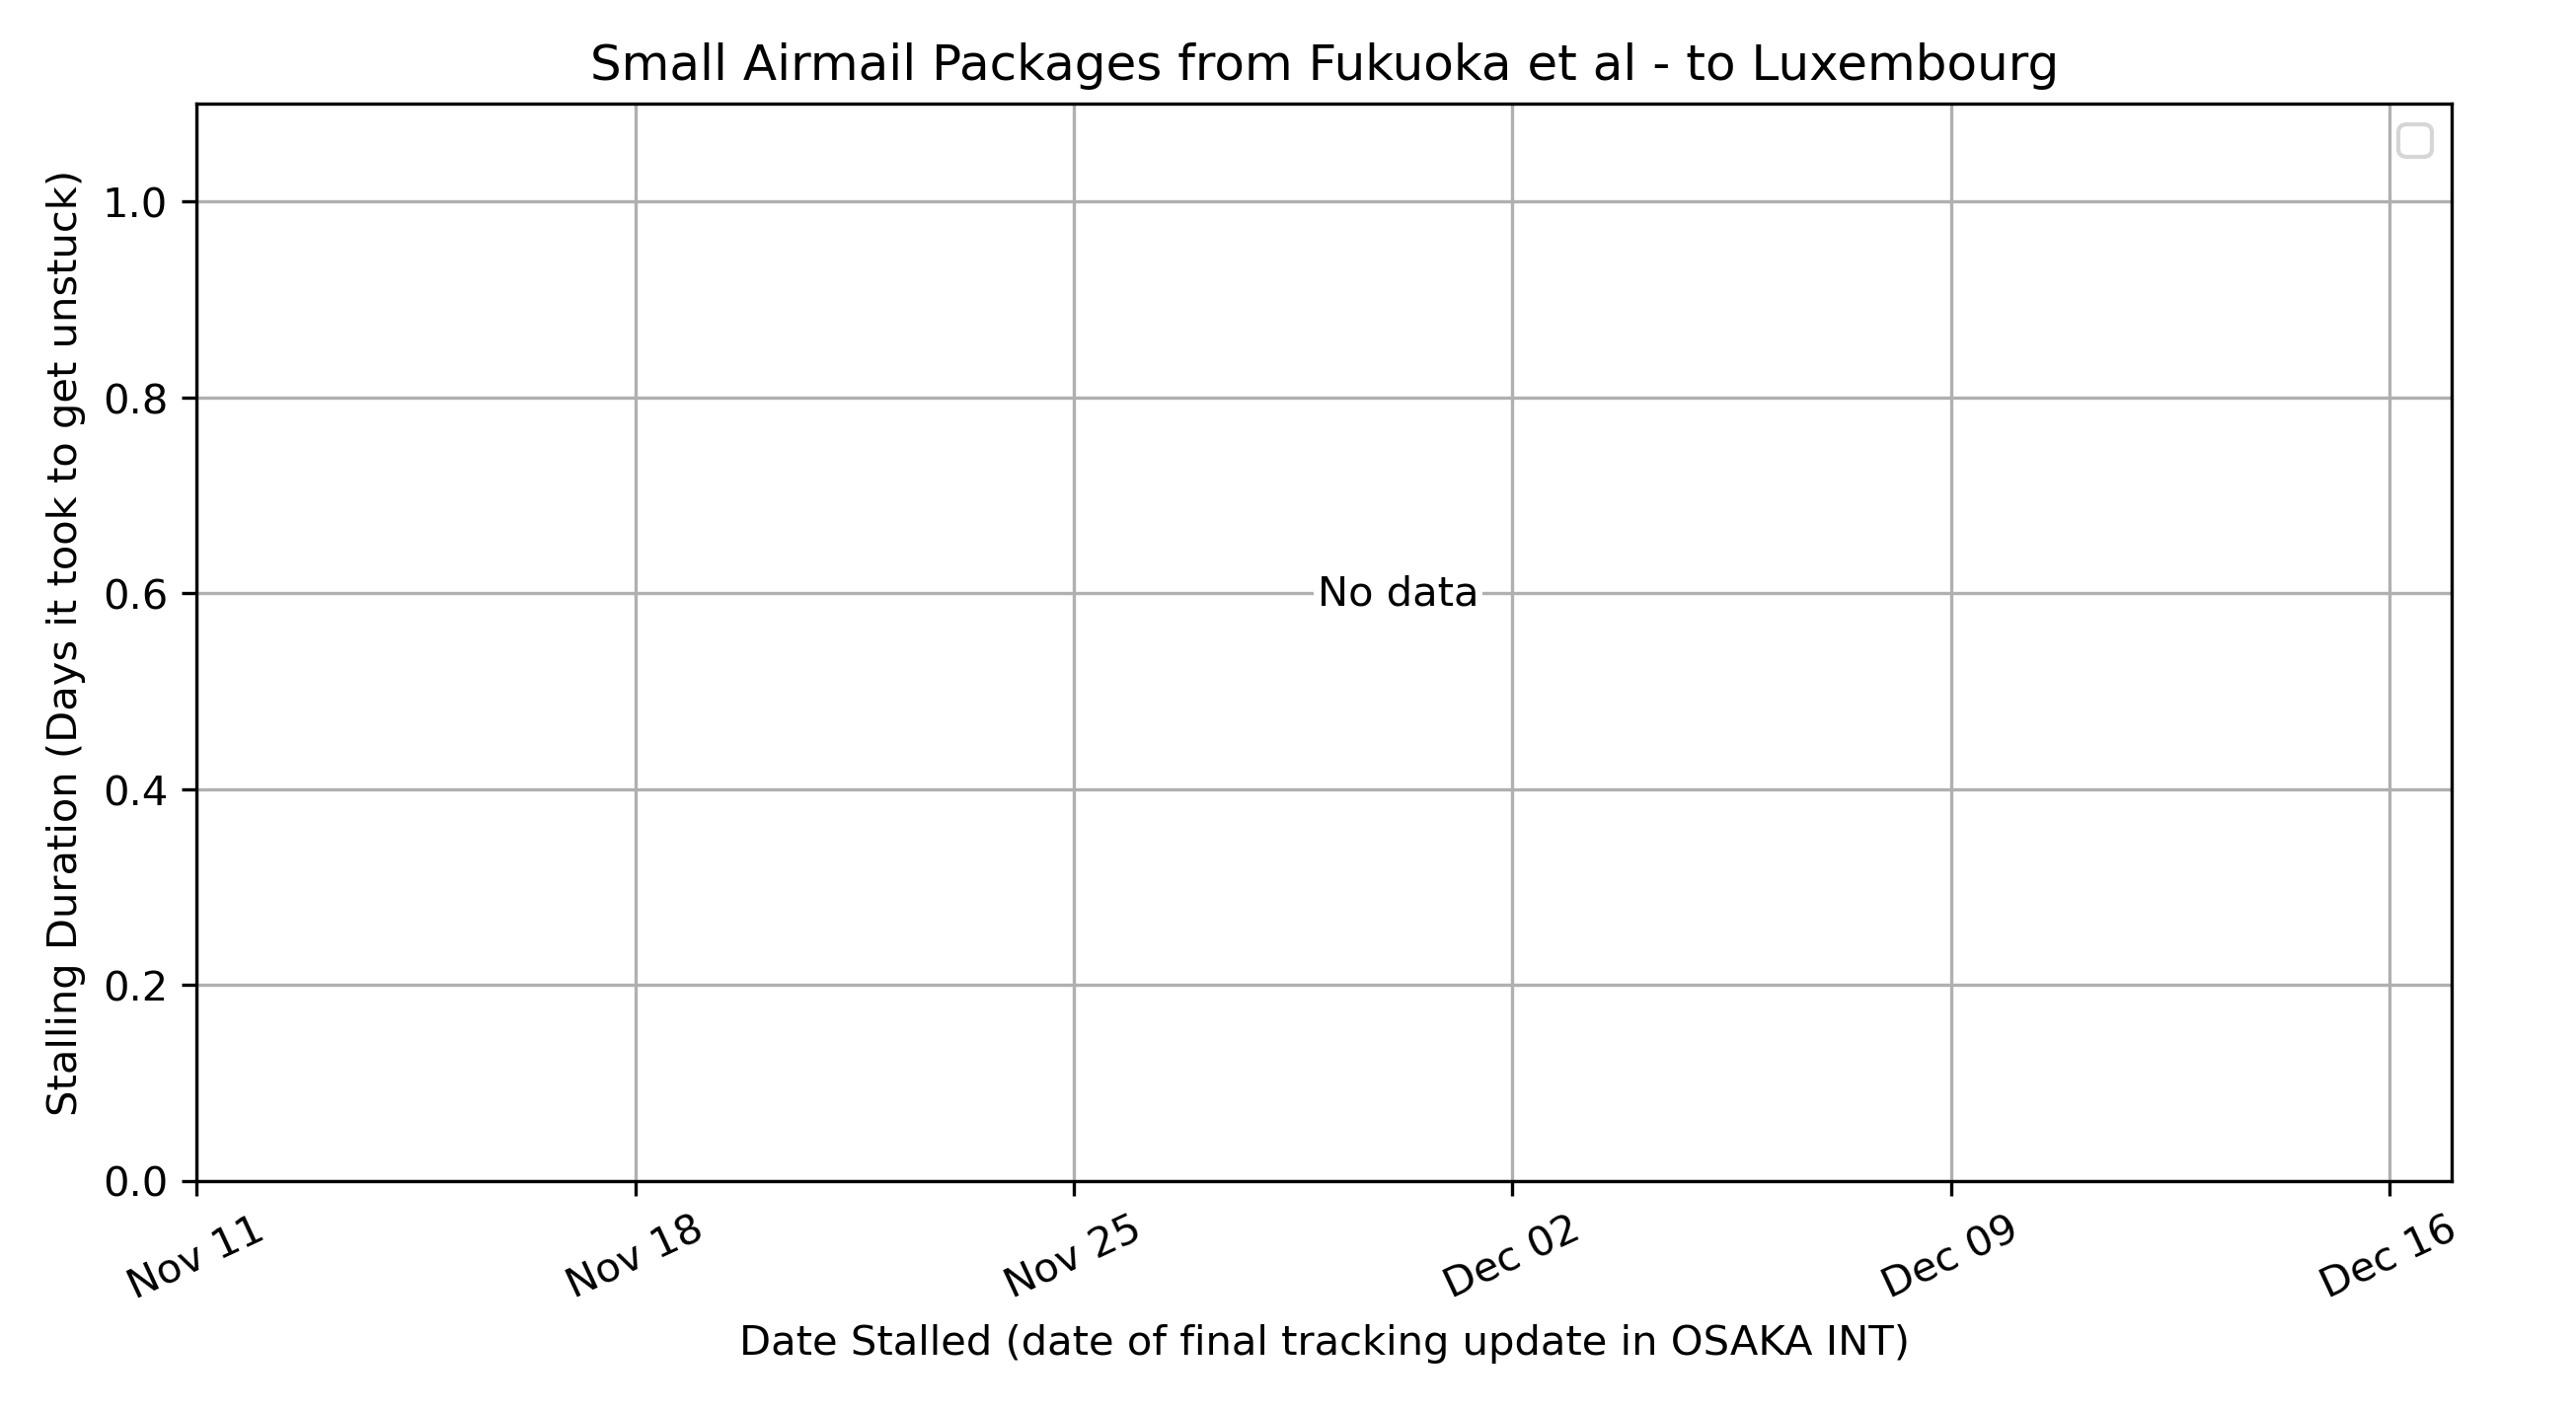 Small Airmail Packages from Fukuoka et al - to Luxembourg
Stalling Duration (Days it took to get unstuck)
1.0
0.8
0.6
0.4
0.2
0.0
No data
Nov 11
Nov 18
Nov 25
Dec 02
Dec 09
Dec 16
Date Stalled (date of final tracking update in OSAKA INT)